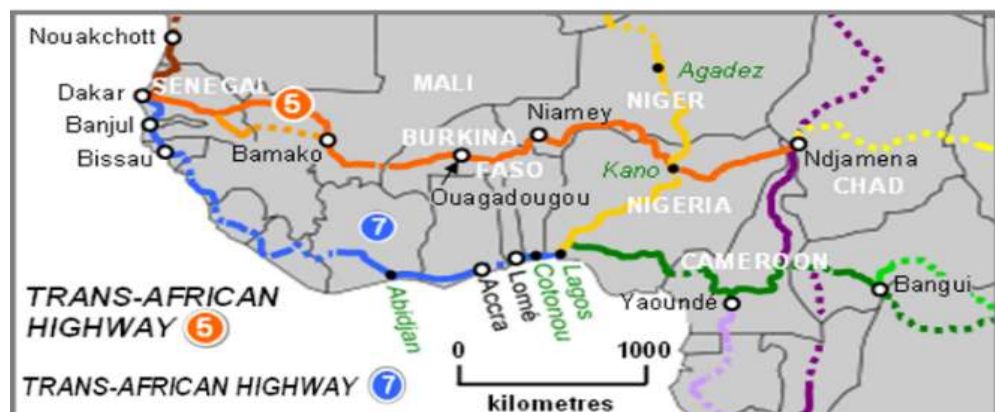 Nouakchott
Dakar
SENEGAL
5
MALI
Agadez
NIGER
Niamey
Banjul
Bissau
Bamako
BURKINA
FASO
Ouagadougou
Kano
Ndjamena
CHAD
NIGERIA
7
CAMEROON
Bangui
Yaoundé
Abidjan
Accra
Lomé
Cotonou
Lagos
TRANS-AFRICAN
HIGHWAY 5
TRANS-AFRICAN HIGHWAY 7
0 1000
kilometres